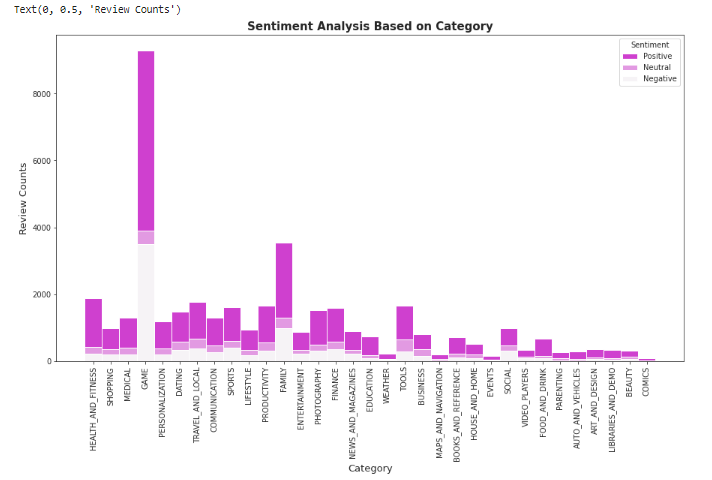 Text(0, 0.5, 'Review Counts')
Sentiment Analysis Based on Category
Sentiment
Positive
Neutral
Negative
Review Counts
8000
6000
4000
2000
0
HEALTH_AND_FITNESS
SHOPPING
MEDICAL
GAME
PERSONALIZATION
DATING
TRAVEL_AND_LOCAL
COMMUNICATION
SPORTS
LIFESTYLE
PRODUCTIVITY
FAMILY
ENTERTAINMENT
PHOTOGRAPHY
FINANCE
NEWS_AND_MAGAZINES
EDUCATION
WEATHER
TOOLS
BUSINESS
MAPS_AND_NAVIGATION
BOOKS_AND_REFERENCE
HOUSE_AND_HOME
EVENTS
SOCIAL
VIDEO_PLAYERS
FOOD_AND_DRINK
PARENTING
AUTO_AND_VEHICLES
ART_AND_DESIGN
LIBRARIES_AND_DEMO
BEAUTY
COMICS
Category